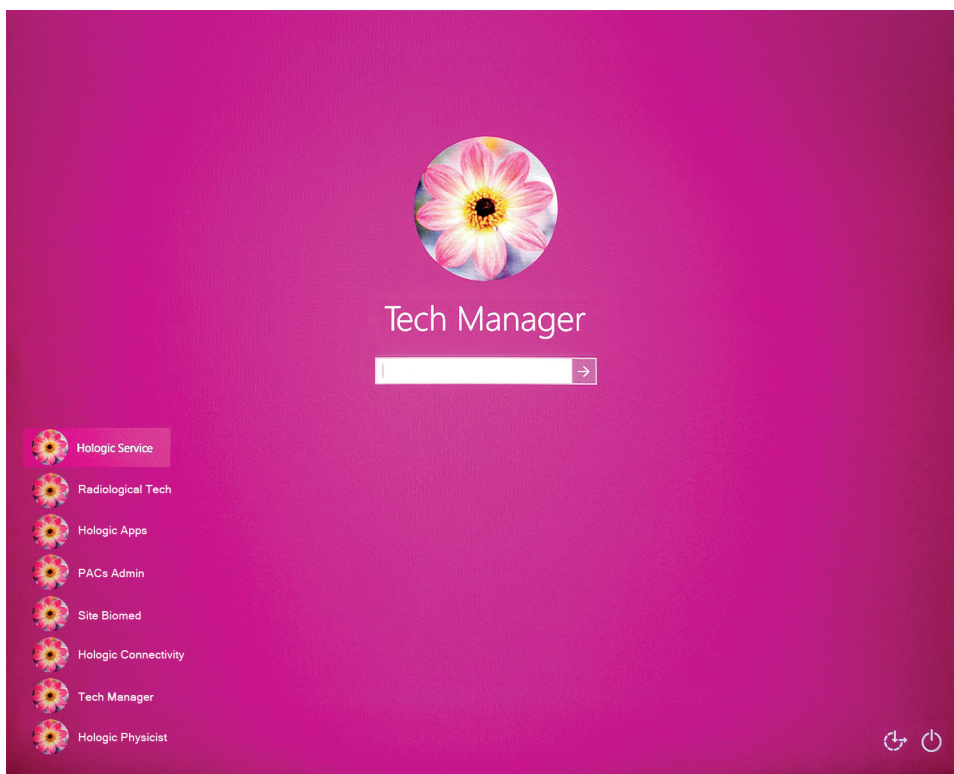 Tech Manager
Hologic Service
Radiological Tech
Hologic Apps
PACs Admin
Site Biomed
Hologic Connectivity
Tech Manager
Hologic Physicist